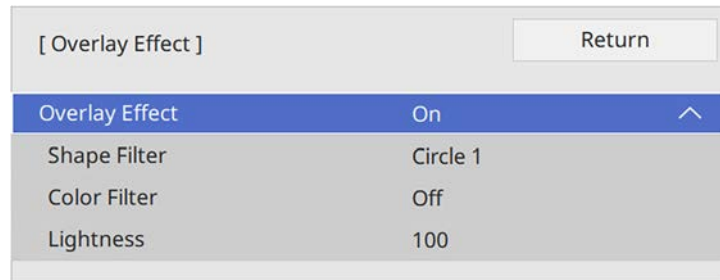 [ Overlay Effect ] Return
Overlay Effect On
Shape Filter Circle 1
Color Filter Off
Lightness 100